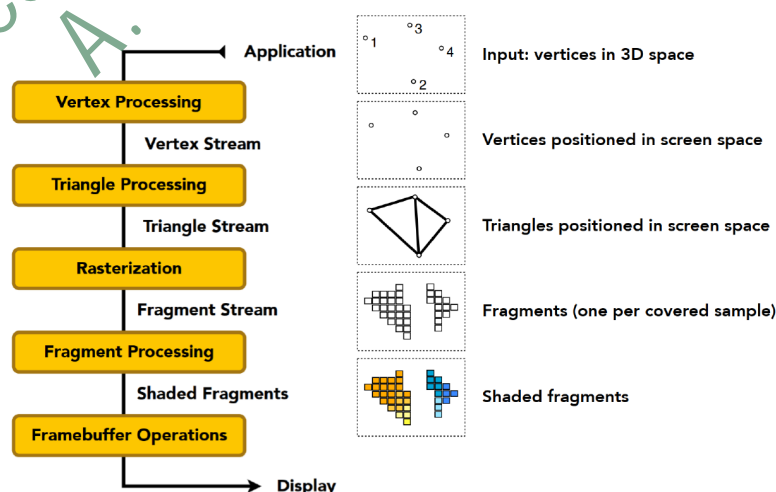 A.
Application
Vertex Processing
Vertex Stream
Triangle Processing
Triangle Stream
Rasterization
Fragment Stream
Fragment Processing
Shaded Fragments
Framebuffer Operations
Display
1
3
4
2
Input: vertices in 3D space
Vertices positioned in screen space
Triangles positioned in screen space
Fragments (one per covered sample)
Shaded fragments